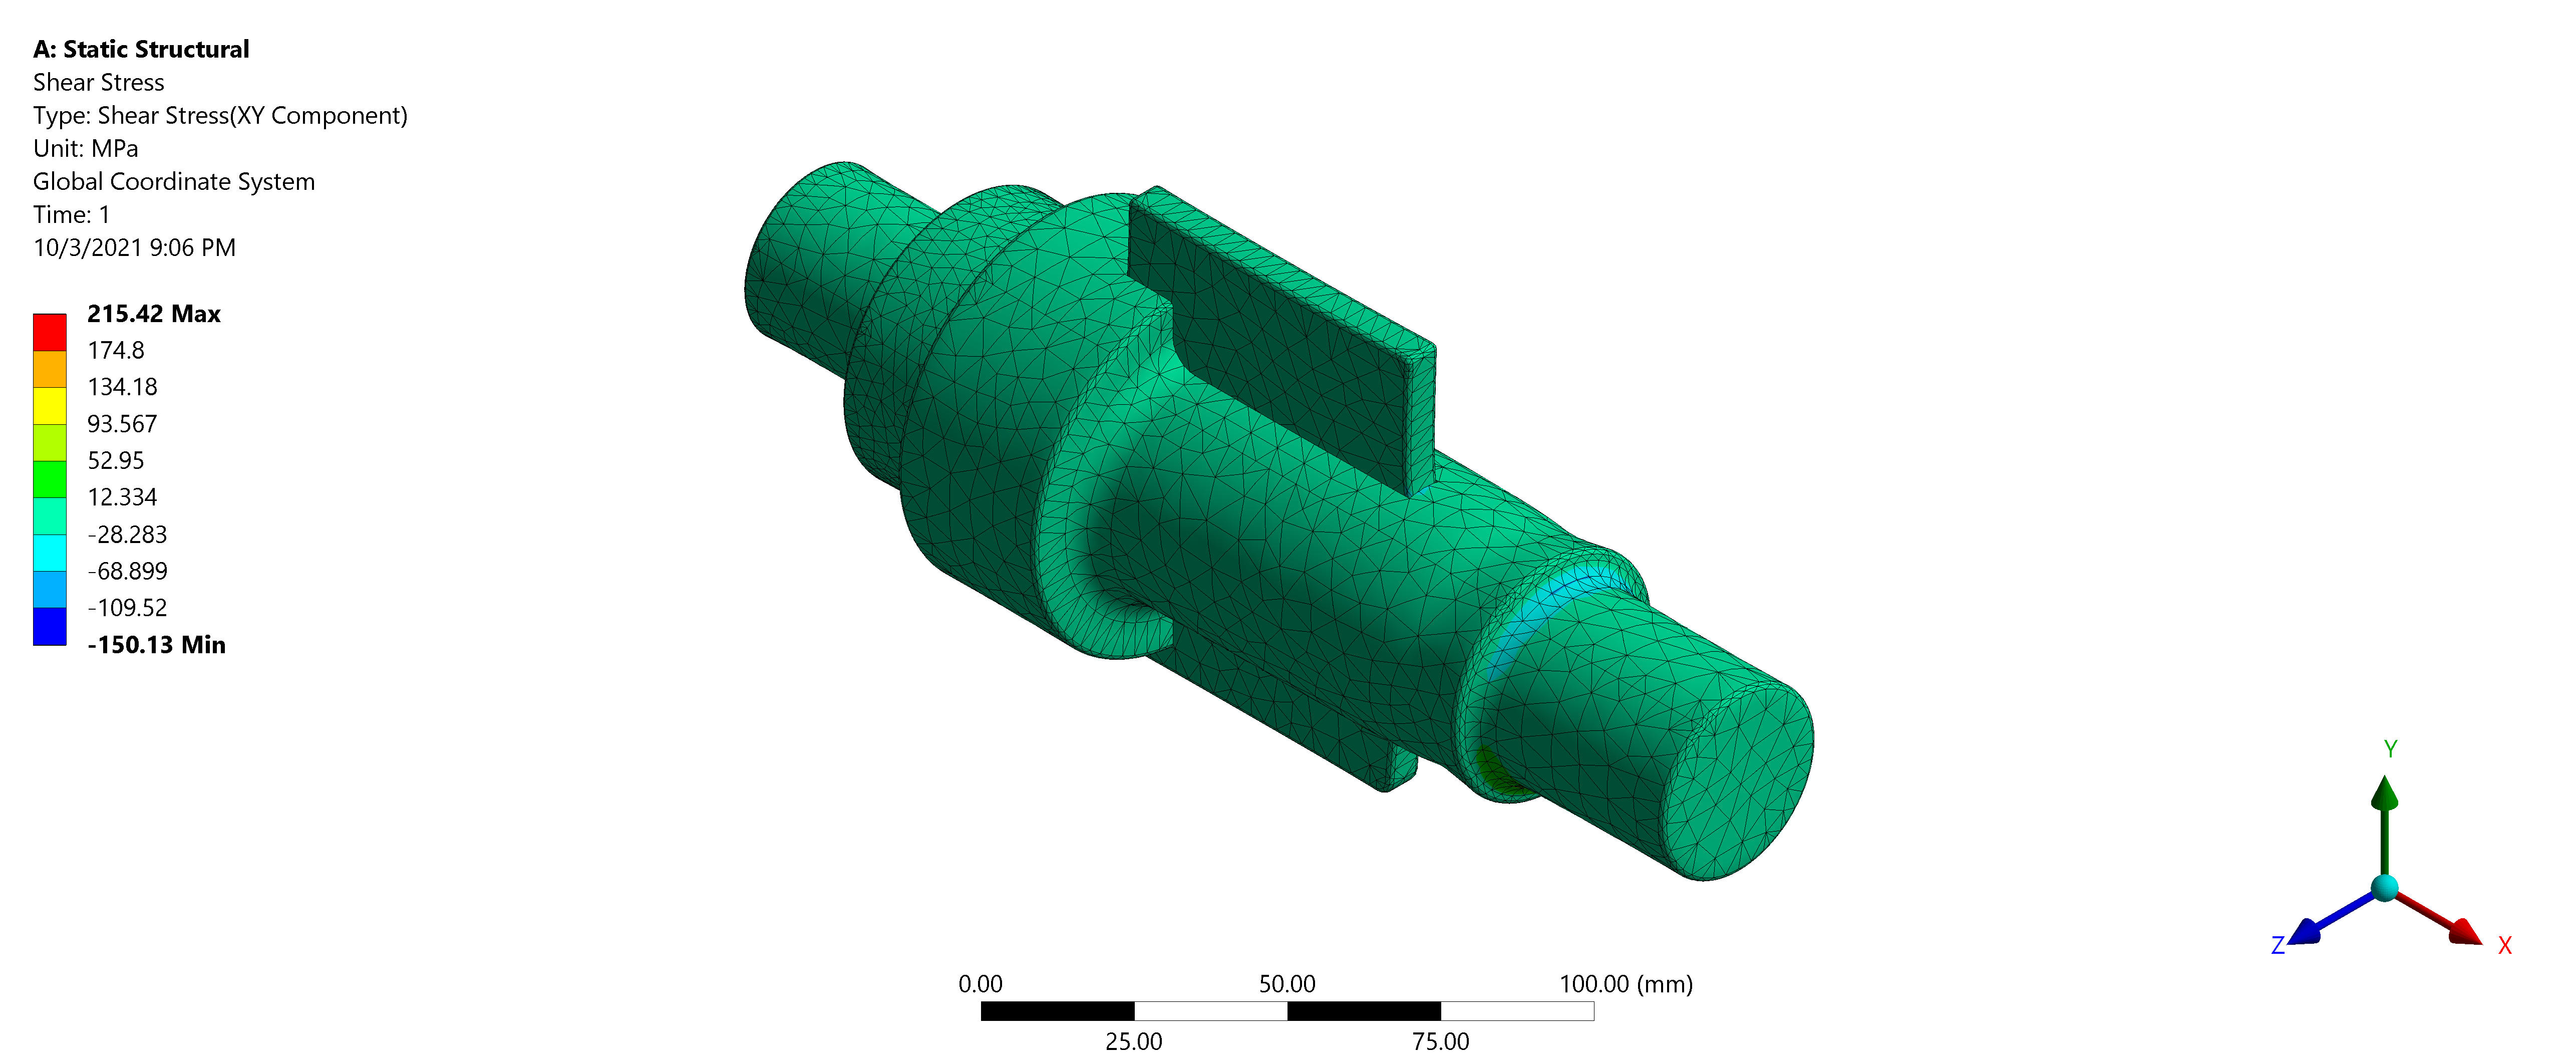 A: Static Structural
Shear Stress
Type: Shear Stress(XY Component)
Unit: MPa
Global Coordinate System
Time: 1
10/3/2021 9:06 PM
215.42 Max
174.8
134.18
93.567
52.95
12.334
-28.283
-68.899
-109.52
-150.13 Min
Y
Z X
0.00 50.00 100.00 (mm)
25.00 75.00